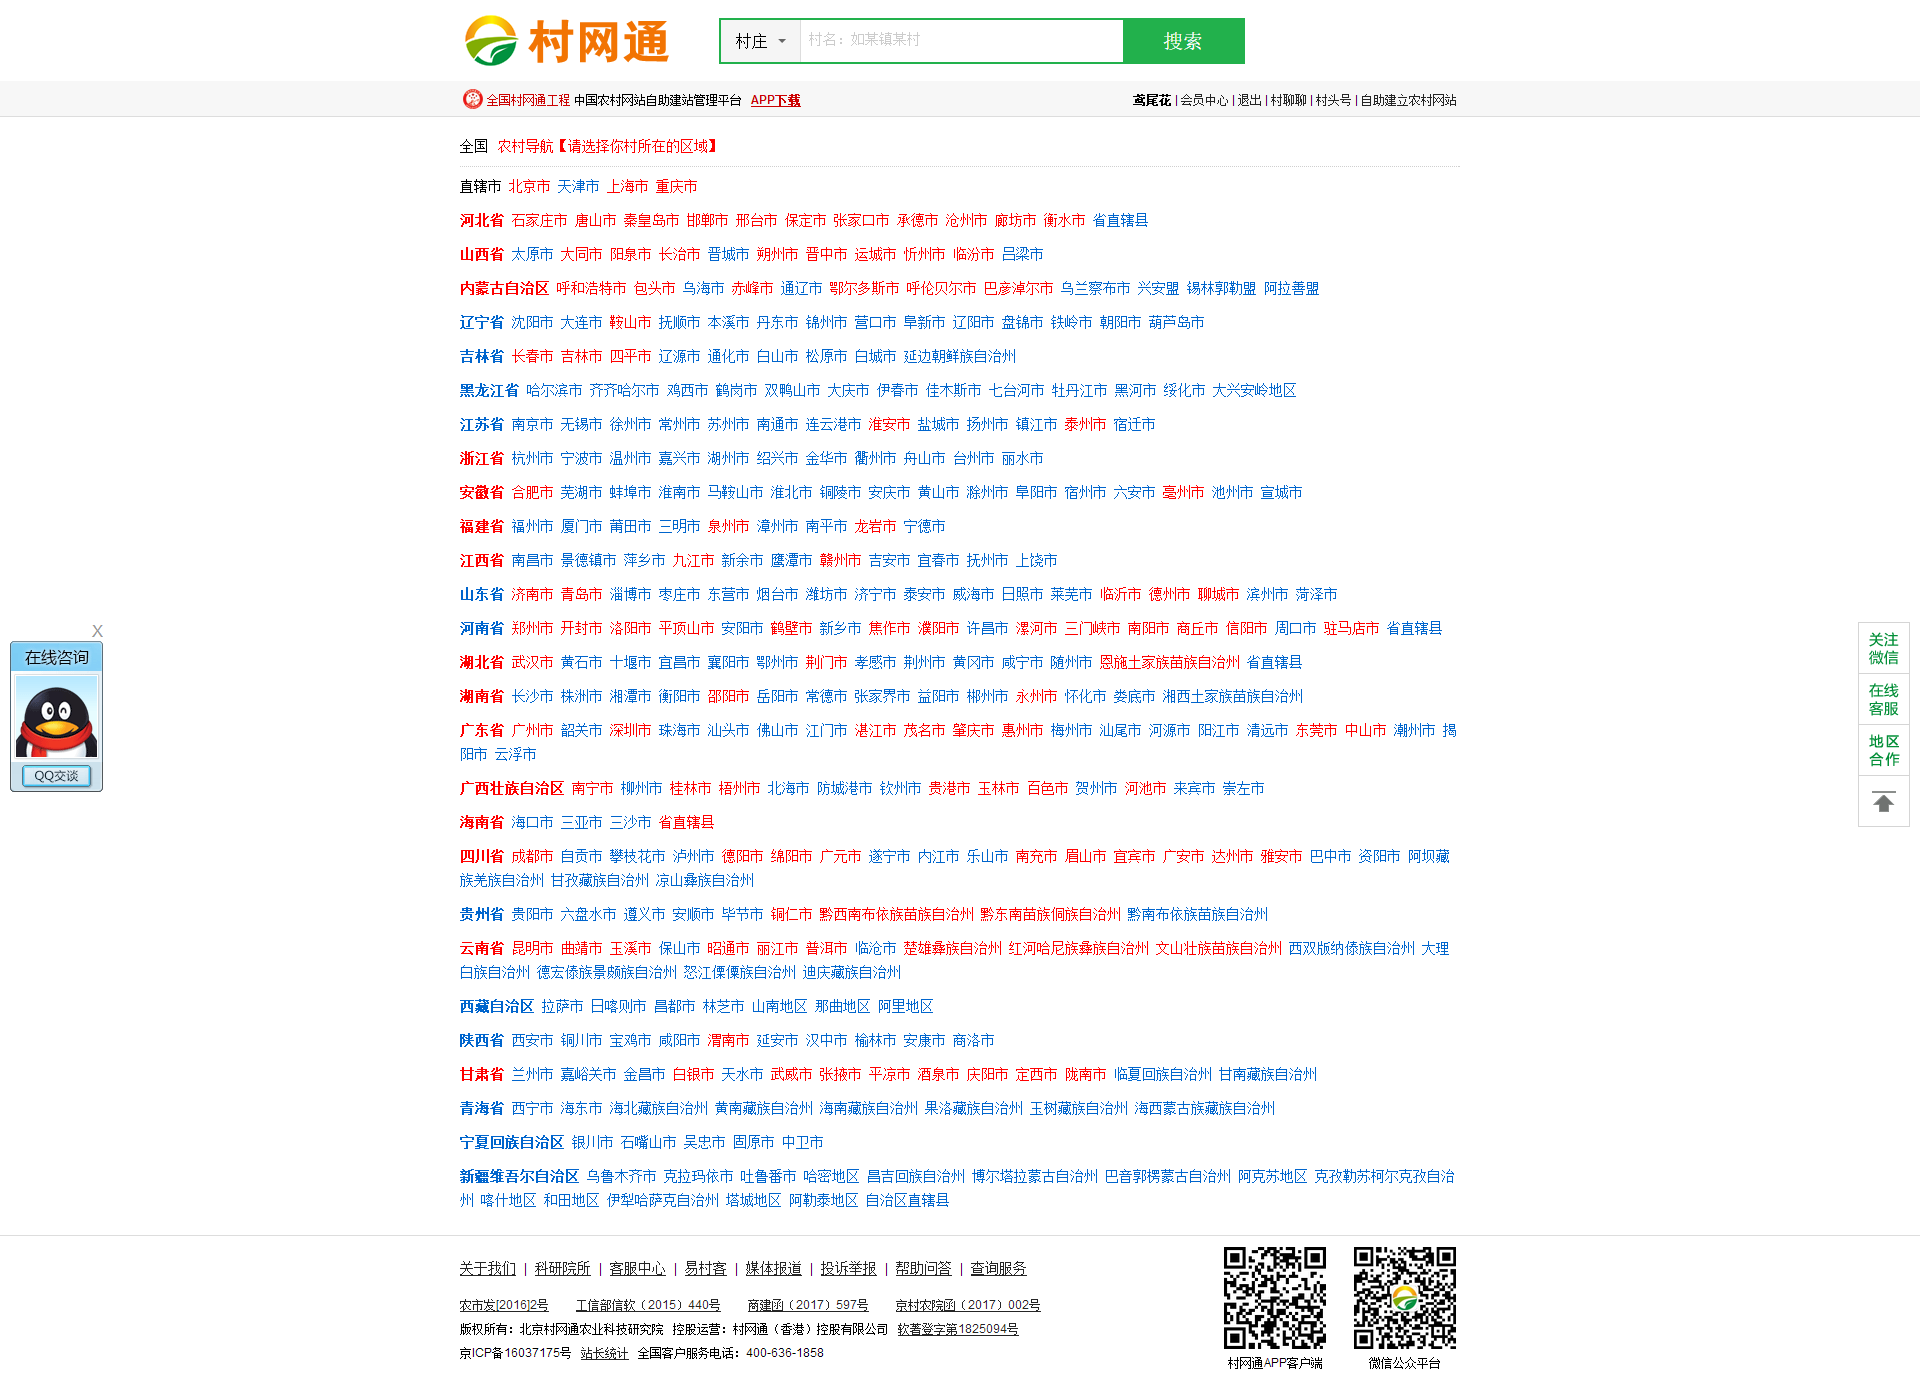 村网通
村庄 村名：如某镇某村 搜索
全国村网通工程 中国农村网站自助建站管理平台 APP下载 鸢尾花 | 会员中心 | 退出 | 村聊聊 | 村头号 | 自助建立农村网站
全国 农村导航【请选择你村所在的区域】
直辖市 北京市 天津市 上海市 重庆市
河北省 石家庄市 唐山市 秦皇岛市 邯郸市 邢台市 保定市 张家口市 承德市 沧州市 廊坊市 衡水市 省直辖县
山西省 太原市 大同市 阳泉市 长治市 晋城市 朔州市 晋中市 运城市 忻州市 临汾市 吕梁市
内蒙古自治区 呼和浩特市 包头市 乌海市 赤峰市 通辽市 鄂尔多斯市 呼伦贝尔市 巴彦淖尔市 乌兰察布市 兴安盟 锡林郭勒盟 阿拉善盟
辽宁省 沈阳市 大连市 鞍山市 抚顺市 本溪市 丹东市 锦州市 营口市 阜新市 辽阳市 盘锦市 铁岭市 朝阳市 葫芦岛市
吉林省 长春市 吉林市 四平市 辽源市 通化市 白山市 松原市 白城市 延边朝鲜族自治州
黑龙江省 哈尔滨市 齐齐哈尔市 鸡西市 鹤岗市 双鸭山市 大庆市 伊春市 佳木斯市 七台河市 牡丹江市 黑河市 绥化市 大兴安岭地区
江苏省 南京市 无锡市 徐州市 常州市 苏州市 南通市 连云港市 淮安市 盐城市 扬州市 镇江市 泰州市 宿迁市
浙江省 杭州市 宁波市 温州市 嘉兴市 湖州市 绍兴市 金华市 衢州市 舟山市 台州市 丽水市
安徽省 合肥市 芜湖市 蚌埠市 淮南市 马鞍山市 淮北市 铜陵市 安庆市 黄山市 滁州市 阜阳市 宿州市 六安市 亳州市 池州市 宣城市
福建省 福州市 厦门市 莆田市 三明市 泉州市 漳州市 南平市 龙岩市 宁德市
江西省 南昌市 景德镇市 萍乡市 九江市 新余市 鹰潭市 赣州市 吉安市 宜春市 抚州市 上饶市
山东省 济南市 青岛市 淄博市 枣庄市 东营市 烟台市 潍坊市 济宁市 泰安市 威海市 日照市 莱芜市 临沂市 德州市 聊城市 滨州市 菏泽市
河南省 郑州市 开封市 洛阳市 平顶山市 安阳市 鹤壁市 新乡市 焦作市 濮阳市 许昌市 漯河市 三门峡市 南阳市 商丘市 信阳市 周口市 驻马店市 省直辖县
湖北省 武汉市 黄石市 十堰市 宜昌市 襄阳市 鄂州市 荆门市 孝感市 荆州市 黄冈市 咸宁市 随州市 恩施土家族苗族自治州 省直辖县
湖南省 长沙市 株洲市 湘潭市 衡阳市 邵阳市 岳阳市 常德市 张家界市 益阳市 郴州市 永州市 怀化市 娄底市 湘西土家族苗族自治州
广东省 广州市 韶关市 深圳市 珠海市 汕头市 佛山市 江门市 湛江市 茂名市 肇庆市 惠州市 梅州市 汕尾市 河源市 阳江市 清远市 东莞市 中山市 潮州市 揭
阳市 云浮市
广西壮族自治区 南宁市 柳州市 桂林市 梧州市 北海市 防城港市 钦州市 贵港市 玉林市 百色市 贺州市 河池市 来宾市 崇左市
海南省 海口市 三亚市 三沙市 省直辖县
四川省 成都市 自贡市 攀枝花市 泸州市 德阳市 绵阳市 广元市 遂宁市 内江市 乐山市 南充市 眉山市 宜宾市 广安市 达州市 雅安市 巴中市 资阳市 阿坝藏
族羌族自治州 甘孜藏族自治州 凉山彝族自治州
贵州省 贵阳市 六盘水市 遵义市 安顺市 毕节市 铜仁市 黔西南布依族苗族自治州 黔东南苗族侗族自治州 黔南布依族苗族自治州
云南省 昆明市 曲靖市 玉溪市 保山市 昭通市 丽江市 普洱市 临沧市 楚雄彝族自治州 红河哈尼族彝族自治州 文山壮族苗族自治州 西双版纳傣族自治州 大理
白族自治州 德宏傣族景颇族自治州 怒江傈僳族自治州 迪庆藏族自治州
西藏自治区 拉萨市 日喀则市 昌都市 林芝市 山南地区 那曲地区 阿里地区
陕西省 西安市 铜川市 宝鸡市 咸阳市 渭南市 延安市 汉中市 榆林市 安康市 商洛市
甘肃省 兰州市 嘉峪关市 金昌市 白银市 天水市 武威市 张掖市 平凉市 酒泉市 庆阳市 定西市 陇南市 临夏回族自治州 甘南藏族自治州
青海省 西宁市 海东市 海北藏族自治州 黄南藏族自治州 海南藏族自治州 果洛藏族自治州 玉树藏族自治州 海西蒙古族藏族自治州
宁夏回族自治区 银川市 石嘴山市 吴忠市 固原市 中卫市
新疆维吾尔自治区 乌鲁木齐市 克拉玛依市 吐鲁番市 哈密地区 昌吉回族自治州 博尔塔拉蒙古自治州 巴音郭楞蒙古自治州 阿克苏地区 克孜勒苏柯尔克孜自治
州 喀什地区 和田地区 伊犁哈萨克自治州 塔城地区 阿勒泰地区 自治区直辖县
X
在线咨询
QQ交谈
关注
微信
在线
客服
地区
合作
关于我们 | 科研院所 | 客服中心 | 易村客 | 媒体报道 | 投诉举报 | 帮助问答 | 查询服务
农市发[2016]2号 工信部信软（2015）440号 商建函（2017）597号 京村农院函（2017）002号
版权所有：北京村网通农业科技研究院 控股运营：村网通（香港）控股有限公司 软著登字第1825094号
京ICP备16037175号 站长统计 全国客户服务电话：400-636-1858
村网通APP客户端 微信公众平台